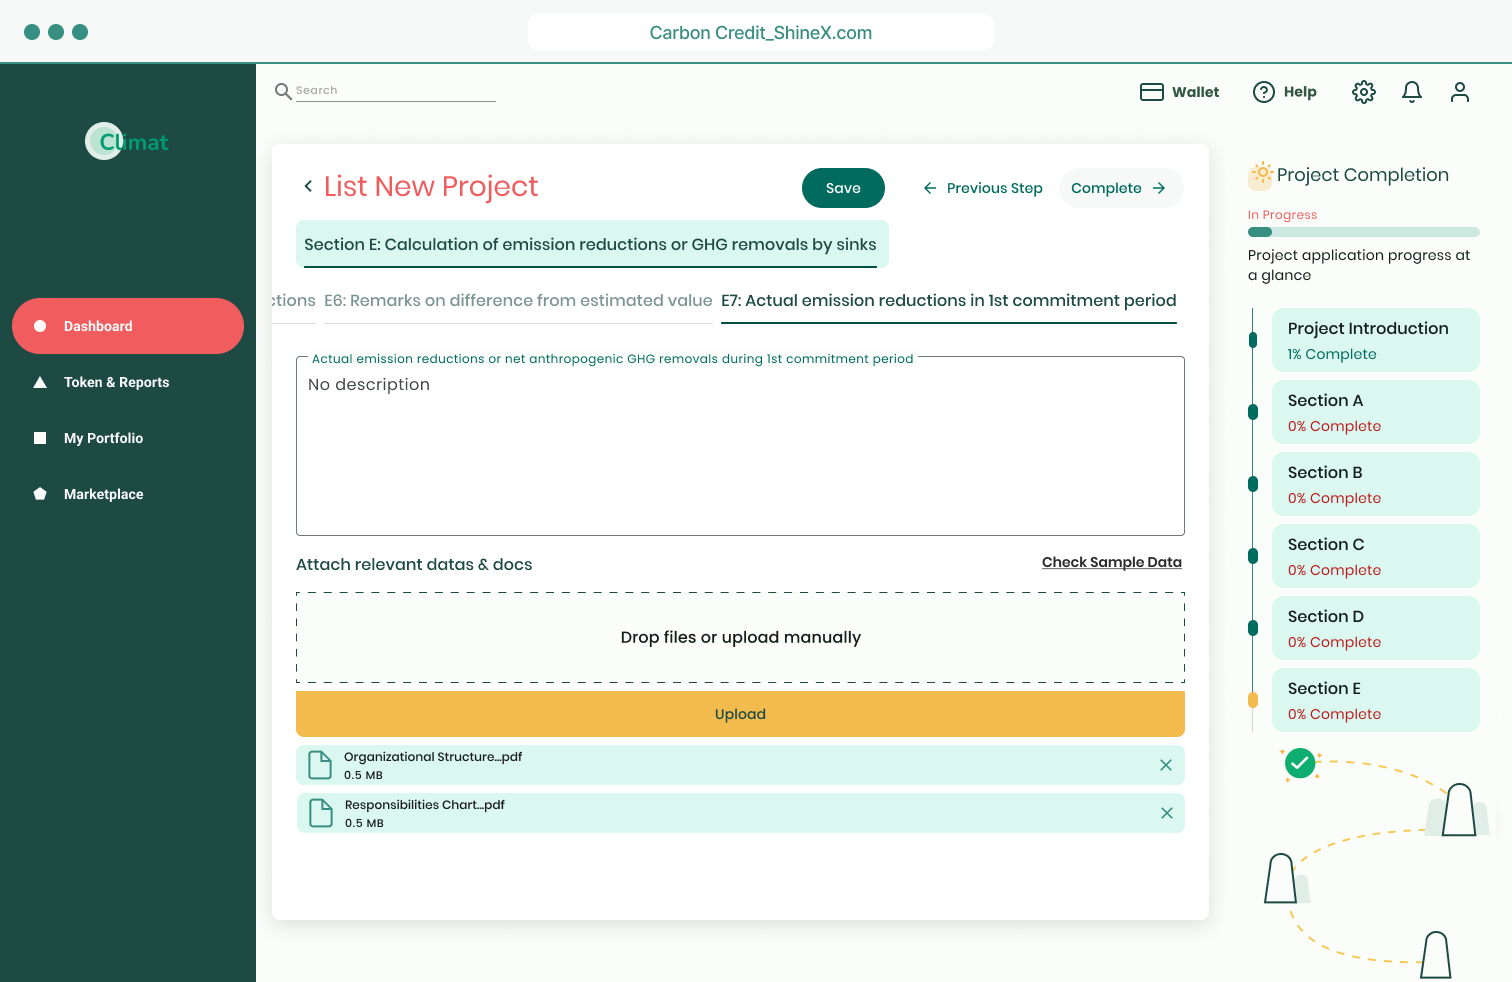 Carbon Credit_ShineX.com
Search
Wallet
Help
Climat
Dashboard
Token & Reports
My Portfolio
Marketplace
List New Project
Save
Previous Step
Complete
Section E: Calculation of emission reductions or GHG removals by sinks
ctions
E6: Remarks on difference from estimated value
E7: Actual emission reductions in 1st commitment period
Actual emission reductions or net anthropogenic GHG removals during 1st commitment period
No description
Attach relevant datas & docs
Check Sample Data
Drop files or upload manually
Upload
Organizational Structure...pdf
0.5 MB
Responsibilities Chart...pdf
0.5 MB
Project Completion
In Progress
Project application progress at
a glance
Project Introduction
1% Complete
Section A
0% Complete
Section B
0% Complete
Section C
0% Complete
Section D
0% Complete
Section E
0% Complete